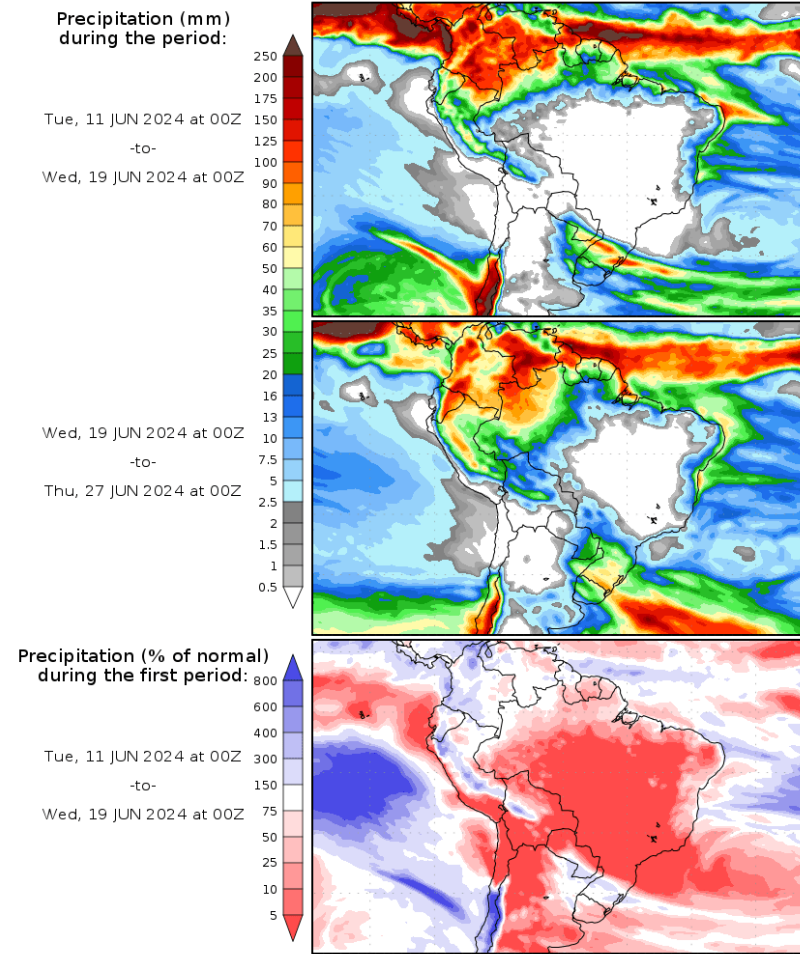 Precipitation (mm)
during the period:
Tue, 11 JUN 2024 at 00Z
-to-
Wed, 19 JUN 2024 at 00Z
Wed, 19 JUN 2024 at 00Z
-to-
Thu, 27 JUN 2024 at 00Z
250
200
175
150
125
100
90
80
70
60
50
40
35
30
25
20
16
13
10
7.5
5
2.5
2
1.5
1
0.5
Precipitation (% of normal)
during the first period:
Tue, 11 JUN 2024 at 00Z
-to-
Wed, 19 JUN 2024 at 00Z
800
600
400
300
150
75
50
25
10
5